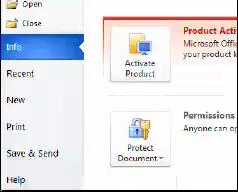 Open
Close
Info
Recent
New
Print
Save & Send
Help
Activate
Product
Product Acti
Microsoft Offic
your product k
Protect
Document
Permissions
Anyone can op